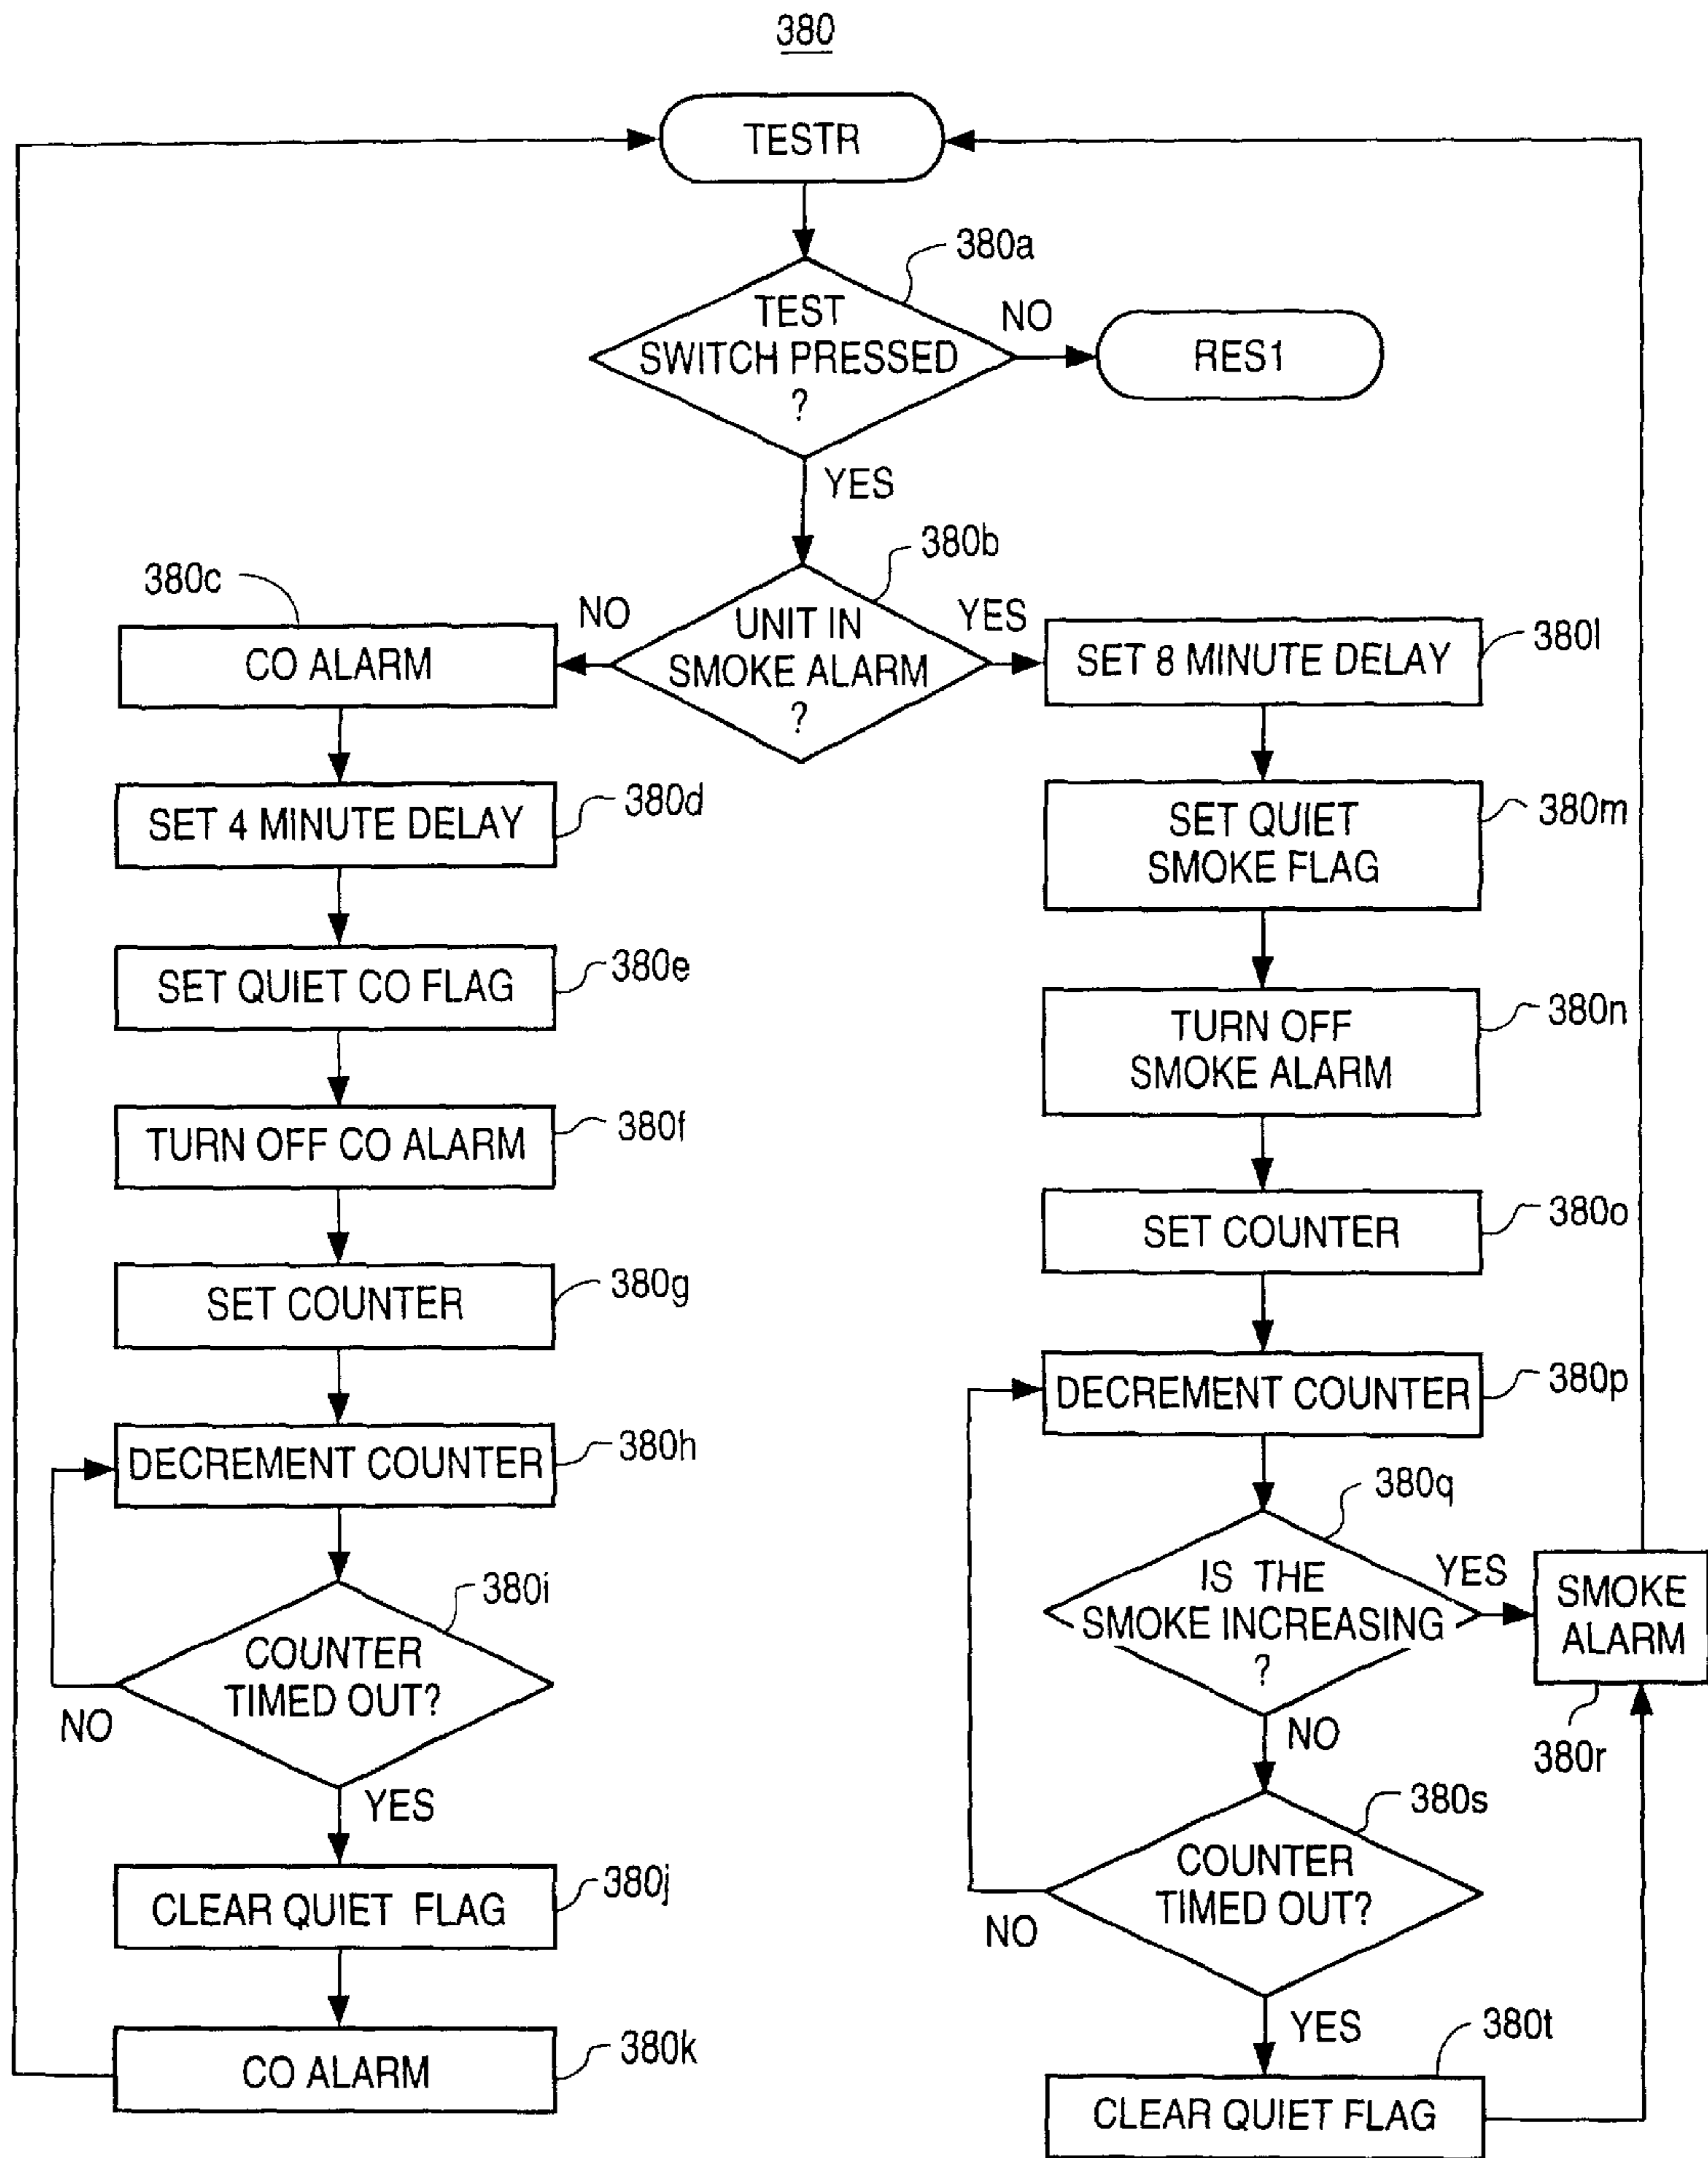 380
TESTR
380a
TEST
SWITCH PRESSED
?
NO
RES1
YES
380b
UNIT IN
SMOKE ALARM
?
NO
YES
380c
CO ALARM
SET 4 MINUTE DELAY
380d
SET QUIET CO FLAG
380e
TURN OFF CO ALARM
380f
SET COUNTER
380g
DECREMENT COUNTER
380h
380i
COUNTER
TIMED OUT?
NO
YES
CLEAR QUIET FLAG
380j
CO ALARM
380k
SET 8 MINUTE DELAY
380l
SET QUIET
SMOKE FLAG
380m
TURN OFF
SMOKE ALARM
380n
SET COUNTER
380o
DECREMENT COUNTER
380p
380q
IS THE
SMOKE INCREASING
?
YES
SMOKE
ALARM
380r
NO
380s
COUNTER
TIMED OUT?
NO
YES
380t
CLEAR QUIET FLAG